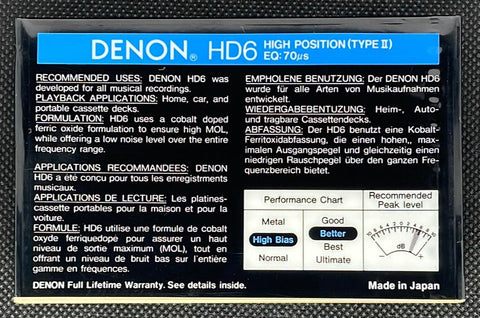 DENON® HD6 HIGH POSITION (TYPE II)
EQ: 70μs
RECOMMENDED USES: DENON HD6 was
developed for all musical recordings.
PLAYBACK APPLICATIONS: Home, car, and
portable cassette decks.
FORMULATION: HD6 uses a cobalt doped
ferric oxide formulation to ensure high MOL,
while offering a low noise level over the entire
frequency range.
APPLICATIONS RECOMMANDEES: DENON
HD6 a éte conçu pour tous les enregistrements
musicaux.
APPLICATIONS DE LECTURE: Les platines-
cassette portables pour la maison et pour la
voiture.
FORMULE: HD6 utilise une formule de cobalt
oxyde ferriquedope pour assurer un haut
niveau de sortie maximum (MOL), tout en
offrant un niveau de bruit bas sur l'entière
gamme en fréquences.
EMPHOLENE BENUTZUNG: Der DENON HD6
wurde für alle Arten von Musikaufnahmen
entwickelt.
WIEDERGABEBENTUZUNG: Heim-, Auto-
und tragbare Cassettendecks.
ABFASSUNG: Der HD6 benutzt eine Kobalt-
Ferritoxidabfassung, die einen hohen, maxi-
malen Ausgangspegel und gleichzeitig einen
niedrigen Rauschpegel über den ganzen Fre-
quenzbereich bietet.
Performance Chart
Metal
High Bias
Normal
Good
Better
Best
Ultimate
Recommended
Peak level
dB
- +
DENON Full Lifetime Warranty. See details inside.
Made in Japan